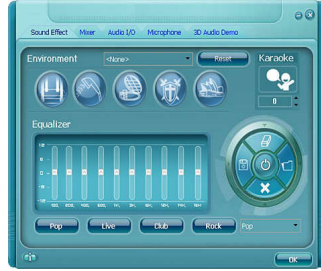 Sound Effect Mixer Audio I/O Microphone 3D Audio Demo
Environment <None> Reset Karaoke
0
Equalizer
Pop Live Club Rock Pop
OK